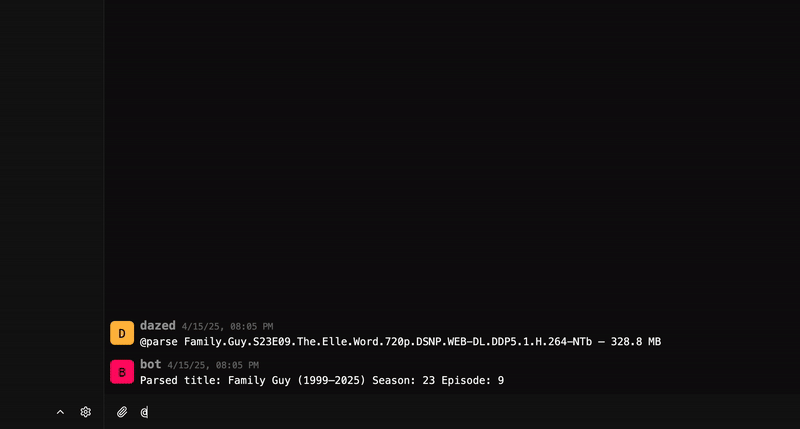 D
dazed 4/15/25, 08:05 PM
@parse Family.Guy.S23E09.The.Elle.Word.720p.DSNP.WEB-DL.DDP5.1.H.264-NTb – 328.8 MB
B
bot 4/15/25, 08:05 PM
Parsed title: Family Guy (1999–2025) Season: 23 Episode: 9
@